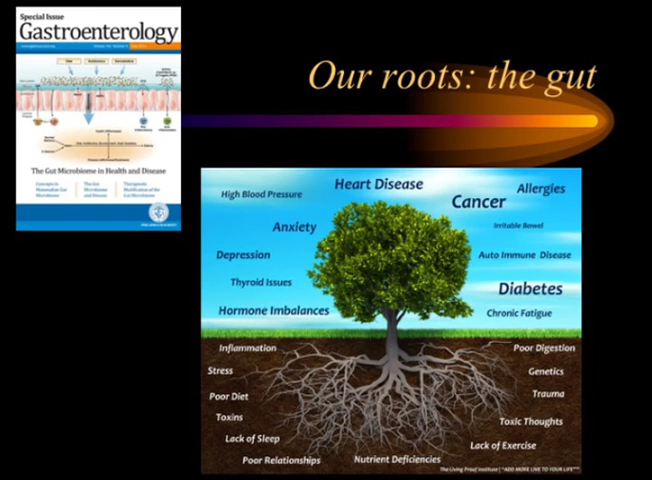 Special Issue
Gastroenterology
Our roots: the gut
The Gut Microbiome in Health and Disease
Concepts in
Mammalian Gut
Microbiomes
The Gut
Microbiome
and Disease
Therapeutic
Modification of the
Gut Microbiome
Heart Disease
High Blood Pressure
Allergies
Cancer
Anxiety
Irritable Bowel
Depression
Auto Immune Disease
Thyroid Issues
Diabetes
Hormone Imbalances
Chronic Fatigue
Inflammation
Poor Digestion
Stress
Genetics
Poor Diet
Trauma
Toxins
Toxic Thoughts
Lack of Sleep
Lack of Exercise
Poor Relationships
Nutrient Deficiencies
The Living Proof Institute | "ADD MORE LIVE TO YOUR LIFE"